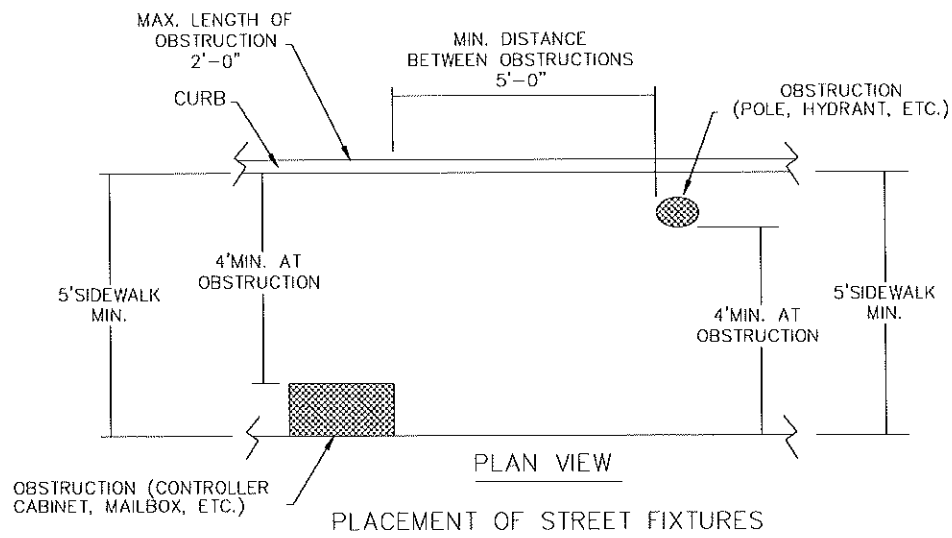 MAX. LENGTH OF
OBSTRUCTION
2'-0"
CURB
MIN. DISTANCE
BETWEEN OBSTRUCTIONS
5'-0"
OBSTRUCTION
(POLE, HYDRANT, ETC.)
4'MIN. AT
OBSTRUCTION
5'SIDEWALK
MIN.
4'MIN. AT
OBSTRUCTION
5'SIDEWALK
MIN.
OBSTRUCTION (CONTROLLER
CABINET, MAILBOX, ETC.)
PLAN VIEW
PLACEMENT OF STREET FIXTURES